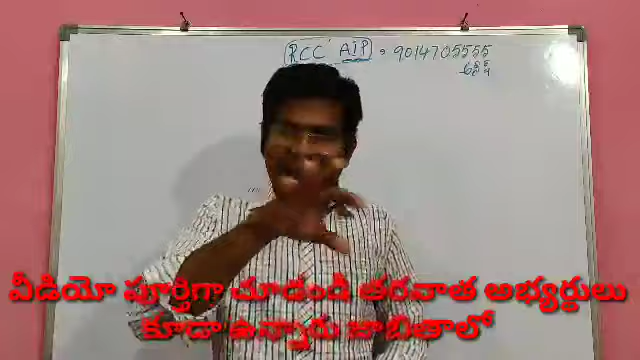 RCC AIP = 9014705555
వీడియో పూర్తిగా చూడండి తరవాత అభ్యర్దులు
కూడా ఉన్నారు జాబితాలో